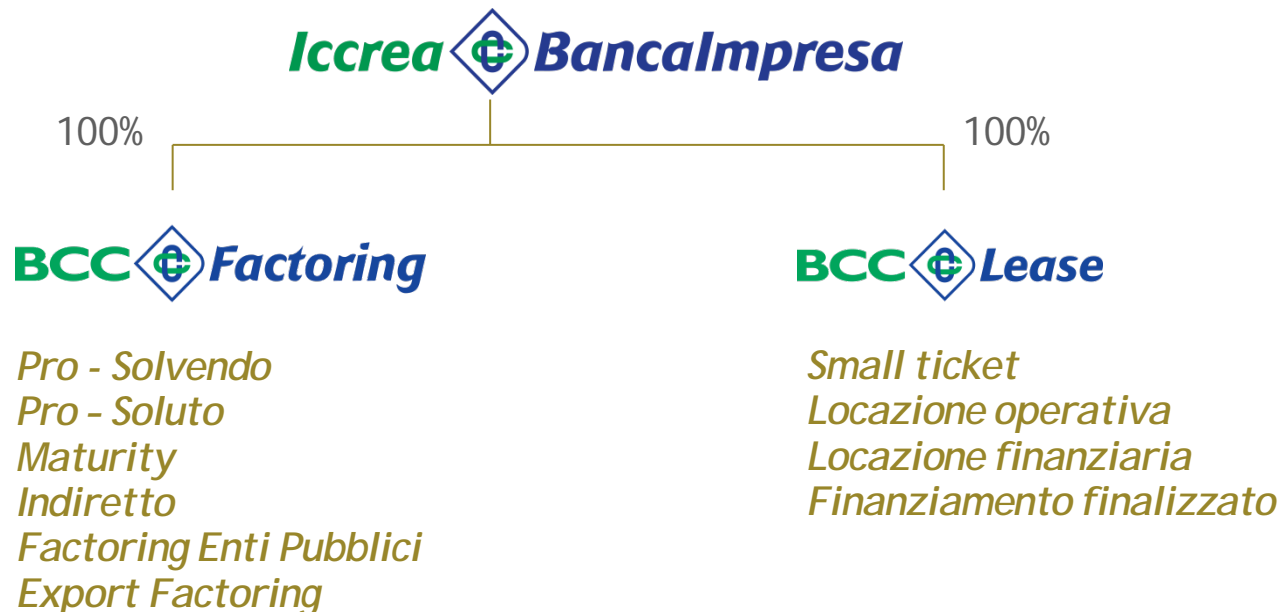 Iccrea BancaImpresa
100%
100%
BCC Factoring
BCC Lease
Pro - Solvendo
Pro – Soluto
Maturity
Indiretto
Factoring Enti Pubblici
Export Factoring
Small ticket
Locazione operativa
Locazione finanziaria
Finanziamento finalizzato